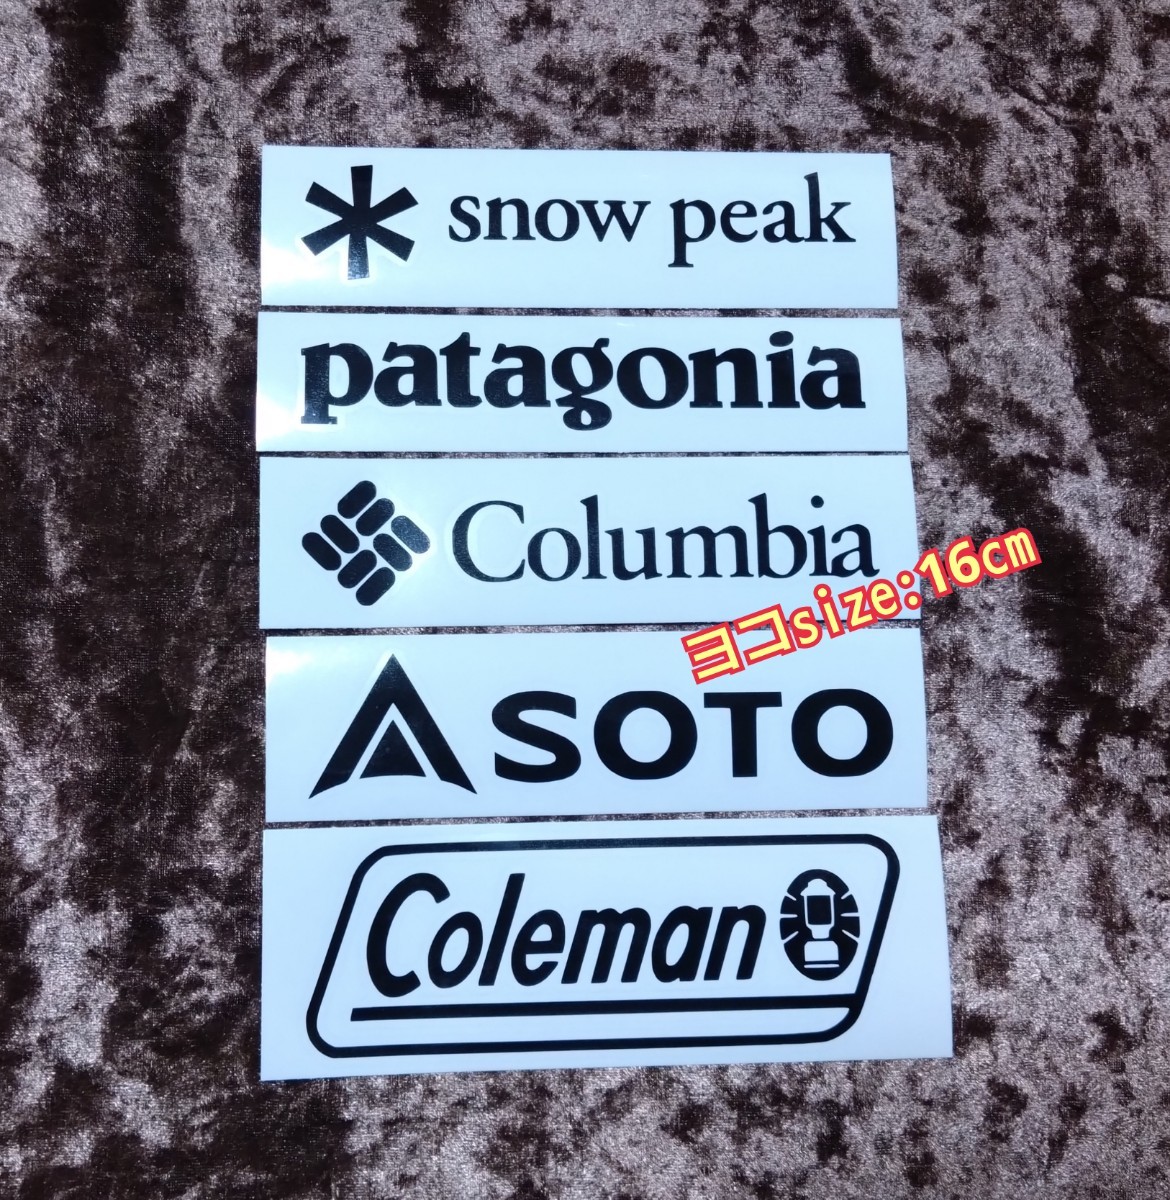 snow peak
patagonia
Columbia
ヨコsize:16cm
SOTO
Coleman